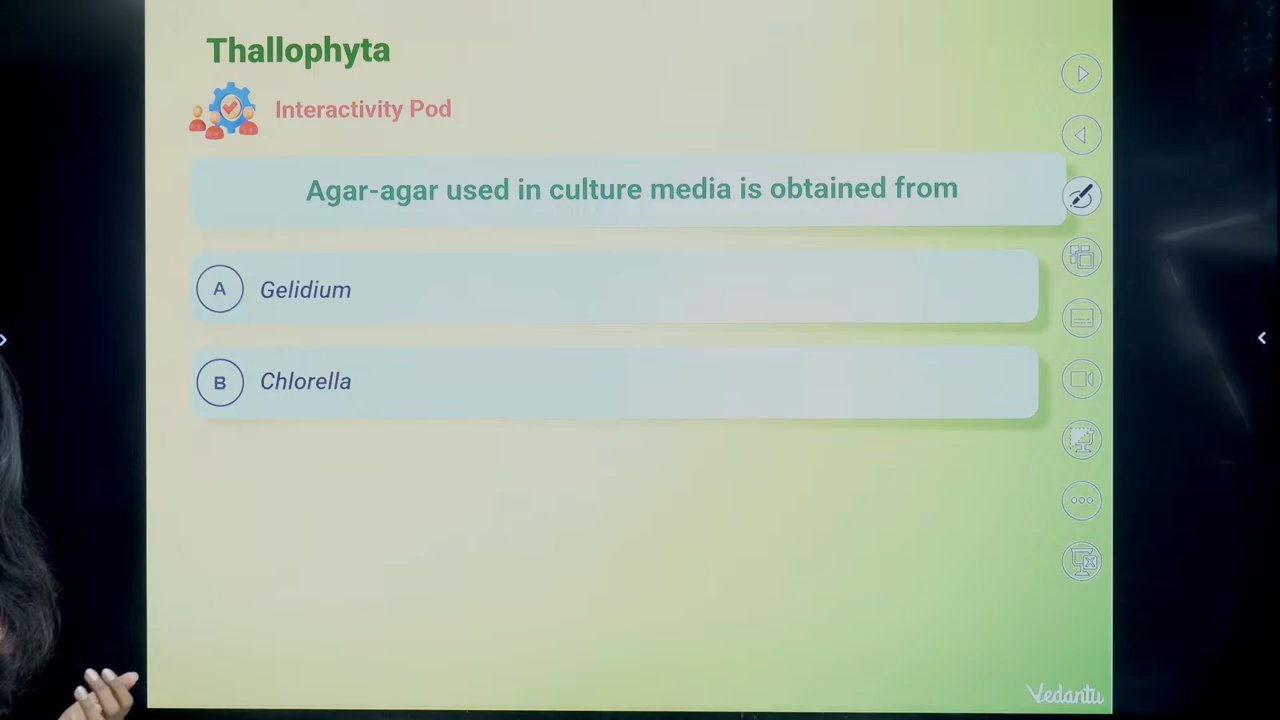 Thallophyta
Interactivity Pod
Agar-agar used in culture media is obtained from
A Gelidium
B Chlorella
Vedantu